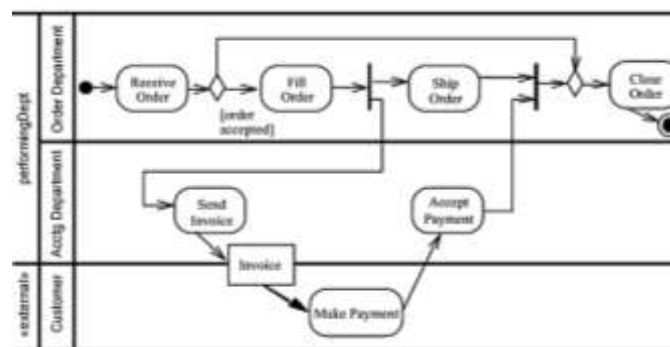 performingDept
Order Department
Receive
Order
Fill
Order
[order
accepted]
Ship
Order
Close
Order
Acctg Department
Send
Invoice
Accept
Payment
Invoice
«external»
Customer
Make Payment